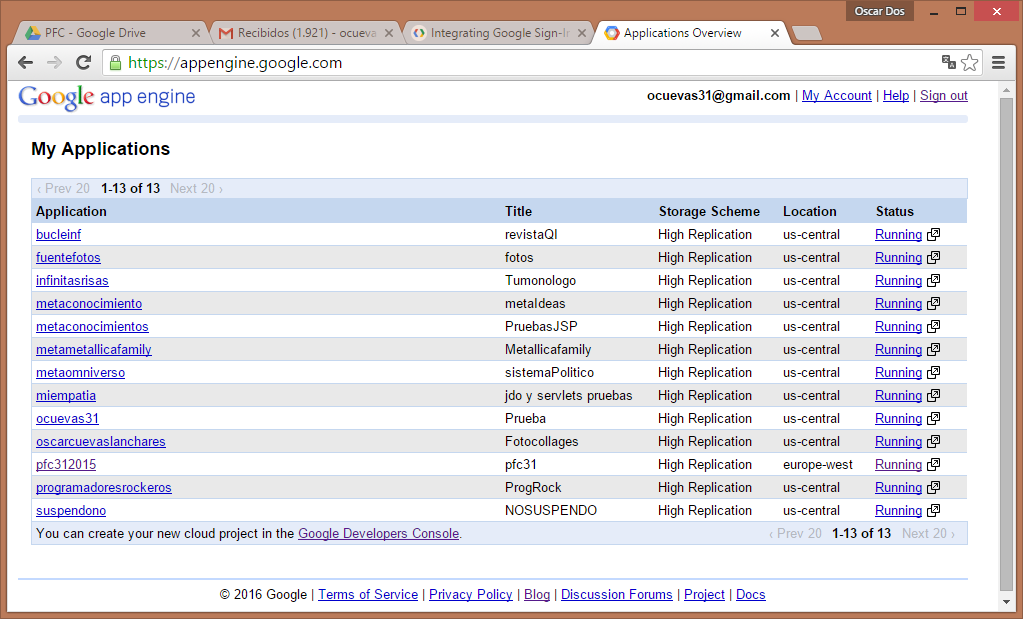 Oscar Dos
PFC - Google Drive
Recibidos (1.921) - ocueva
Integrating Google Sign-In
Applications Overview
https://appengine.google.com
Google app engine
ocuevas31@gmail.com | My Account | Help | Sign out
My Applications
‹ Prev 20 1-13 of 13 Next 20 ›
Application Title Storage Scheme Location Status
bucleinf revistaQI High Replication us-central Running
fuentefotos fotos High Replication us-central Running
infinitasrisas Tumonologo High Replication us-central Running
metaconocimiento metaIdeas High Replication us-central Running
metaconocimientos PruebasJSP High Replication us-central Running
metametallicafamily Metallicafamily High Replication us-central Running
metaomniverso sistemaPolitico High Replication us-central Running
miempatia jdo y servlets pruebas High Replication us-central Running
ocuevas31 Prueba High Replication us-central Running
oscarcuevaslanchares Fotocollages High Replication us-central Running
pfc312015 pfc31 High Replication europe-west Running
programadoresrockeros ProgRock High Replication us-central Running
suspendono NOSUSPENDO High Replication us-central Running
You can create your new cloud project in the Google Developers Console. ‹ Prev 20 1-13 of 13 Next 20 ›
© 2016 Google | Terms of Service | Privacy Policy | Blog | Discussion Forums | Project | Docs